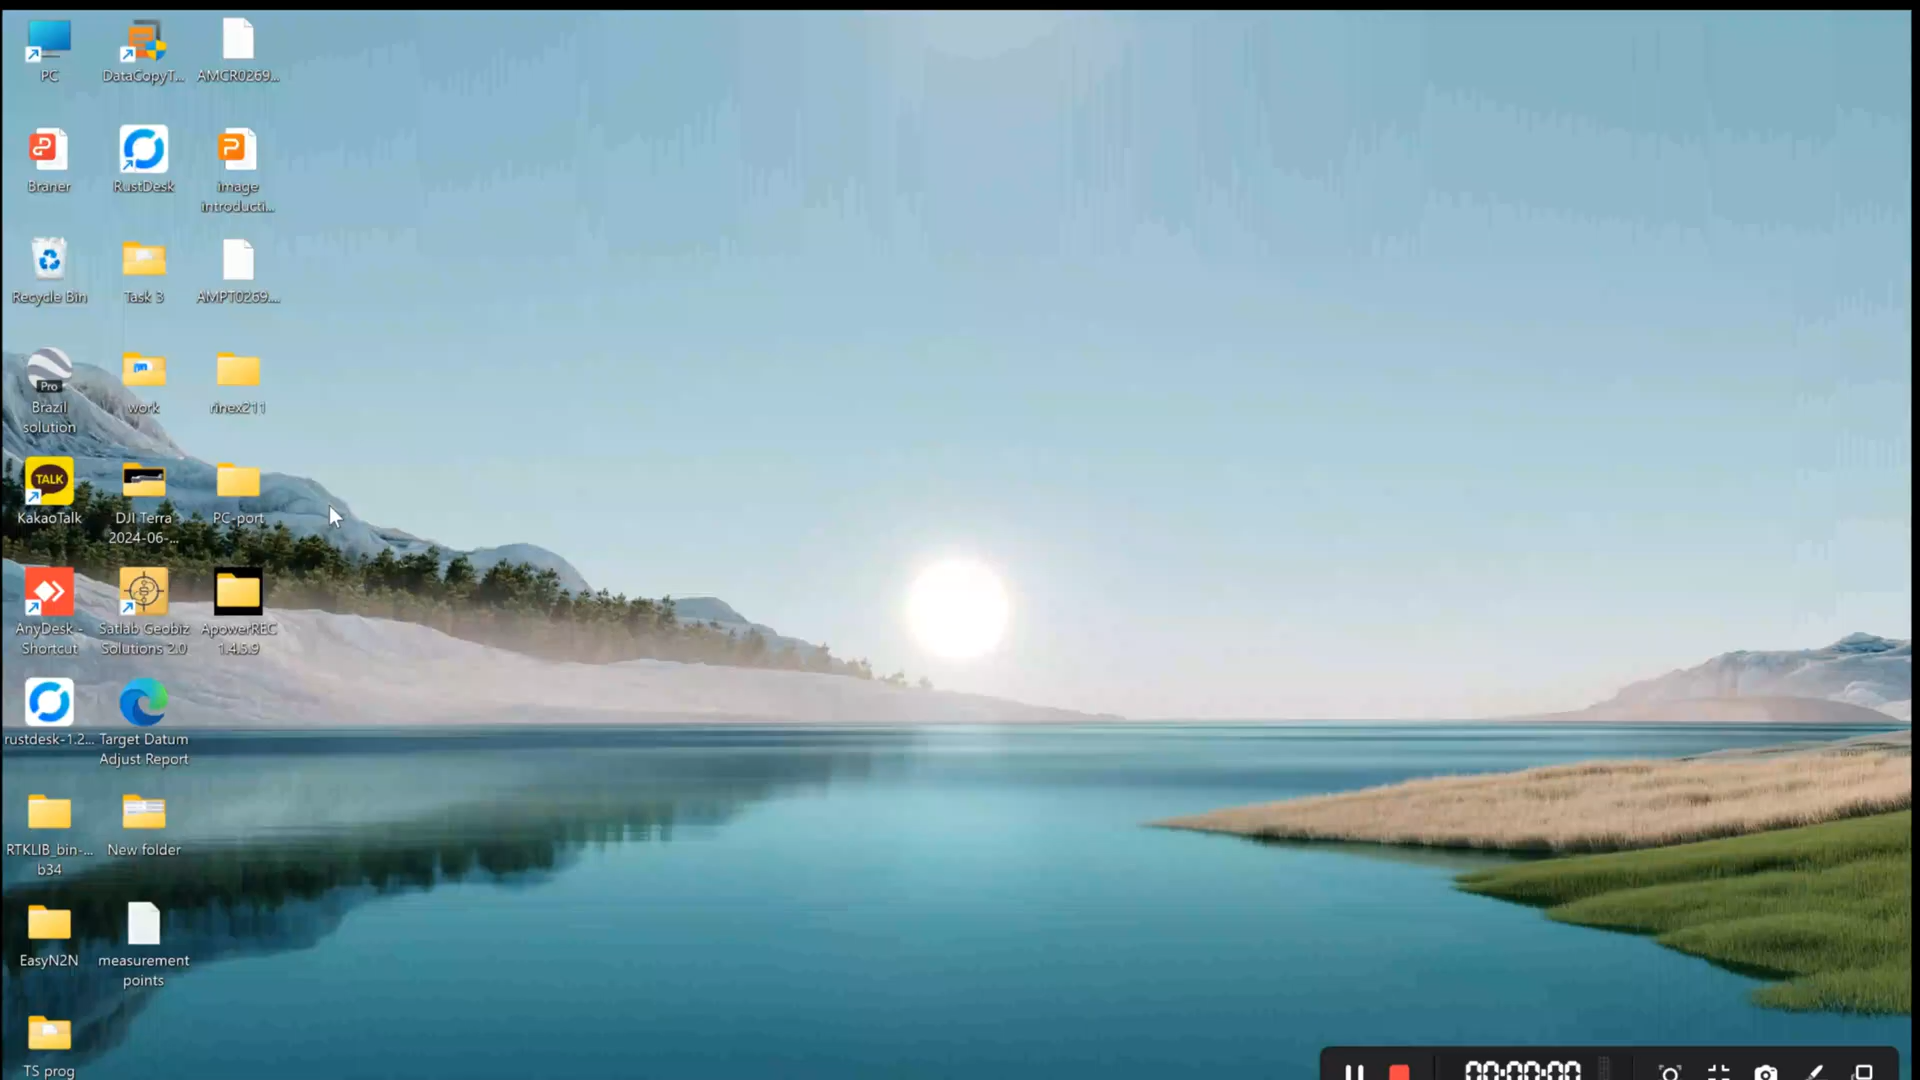 PC
DataCopyT...
AMCR0269...
Braner
RustDesk
image
introducti...
Recycle Bin
Task 3
AMPT0269....
Pro
Brazil
solution
work
rinex211
TALK
KakaoTalk
DJI Terra
2024-06-...
PC-port
AnyDesk -
Shortcut
Satlab Geobiz
Solutions 2.0
ApowerREC
1.4.5.9
rustdesk-1.2...
Target Datum
Adjust Report
RTKLIB_bin-...
b34
New folder
EasyN2N
measurement
points
TS prog
00:00:00